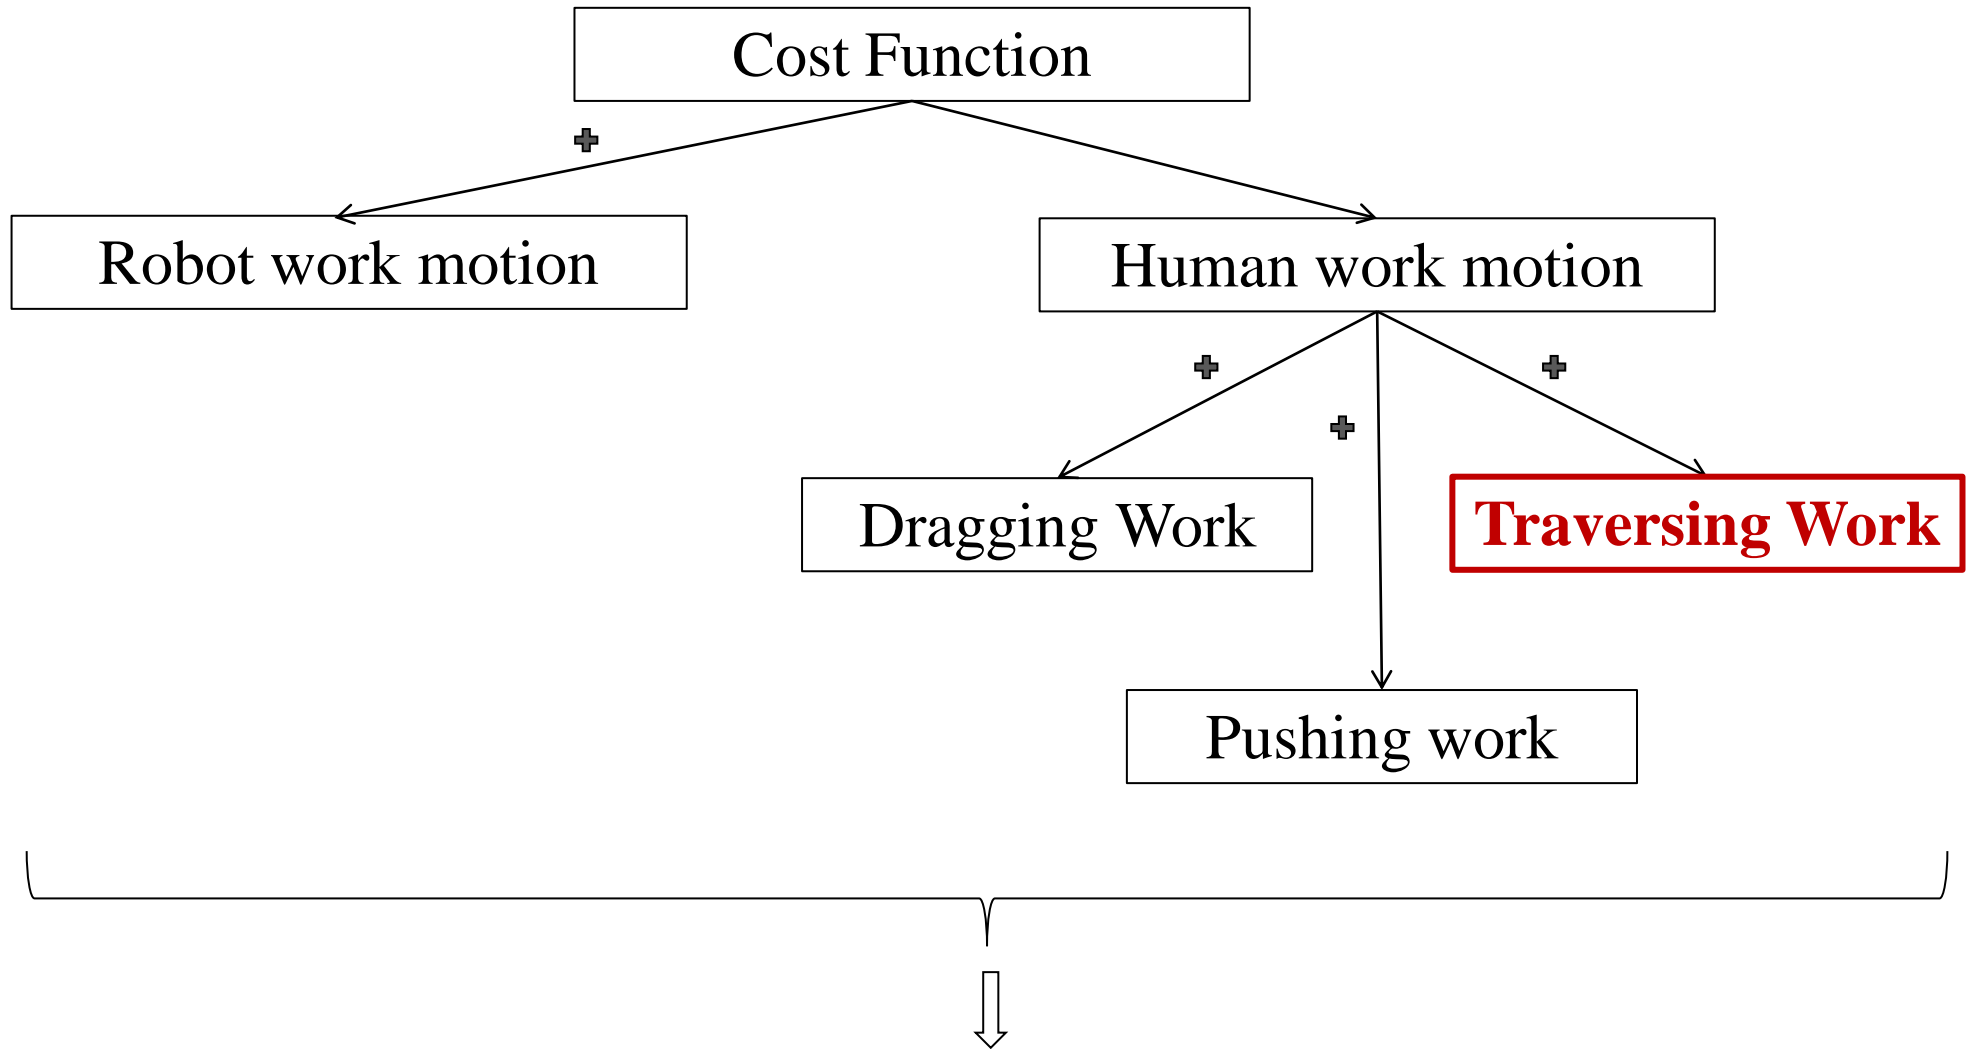 Cost Function
Robot work motion
Human work motion
Dragging Work
Traversing Work
Pushing work